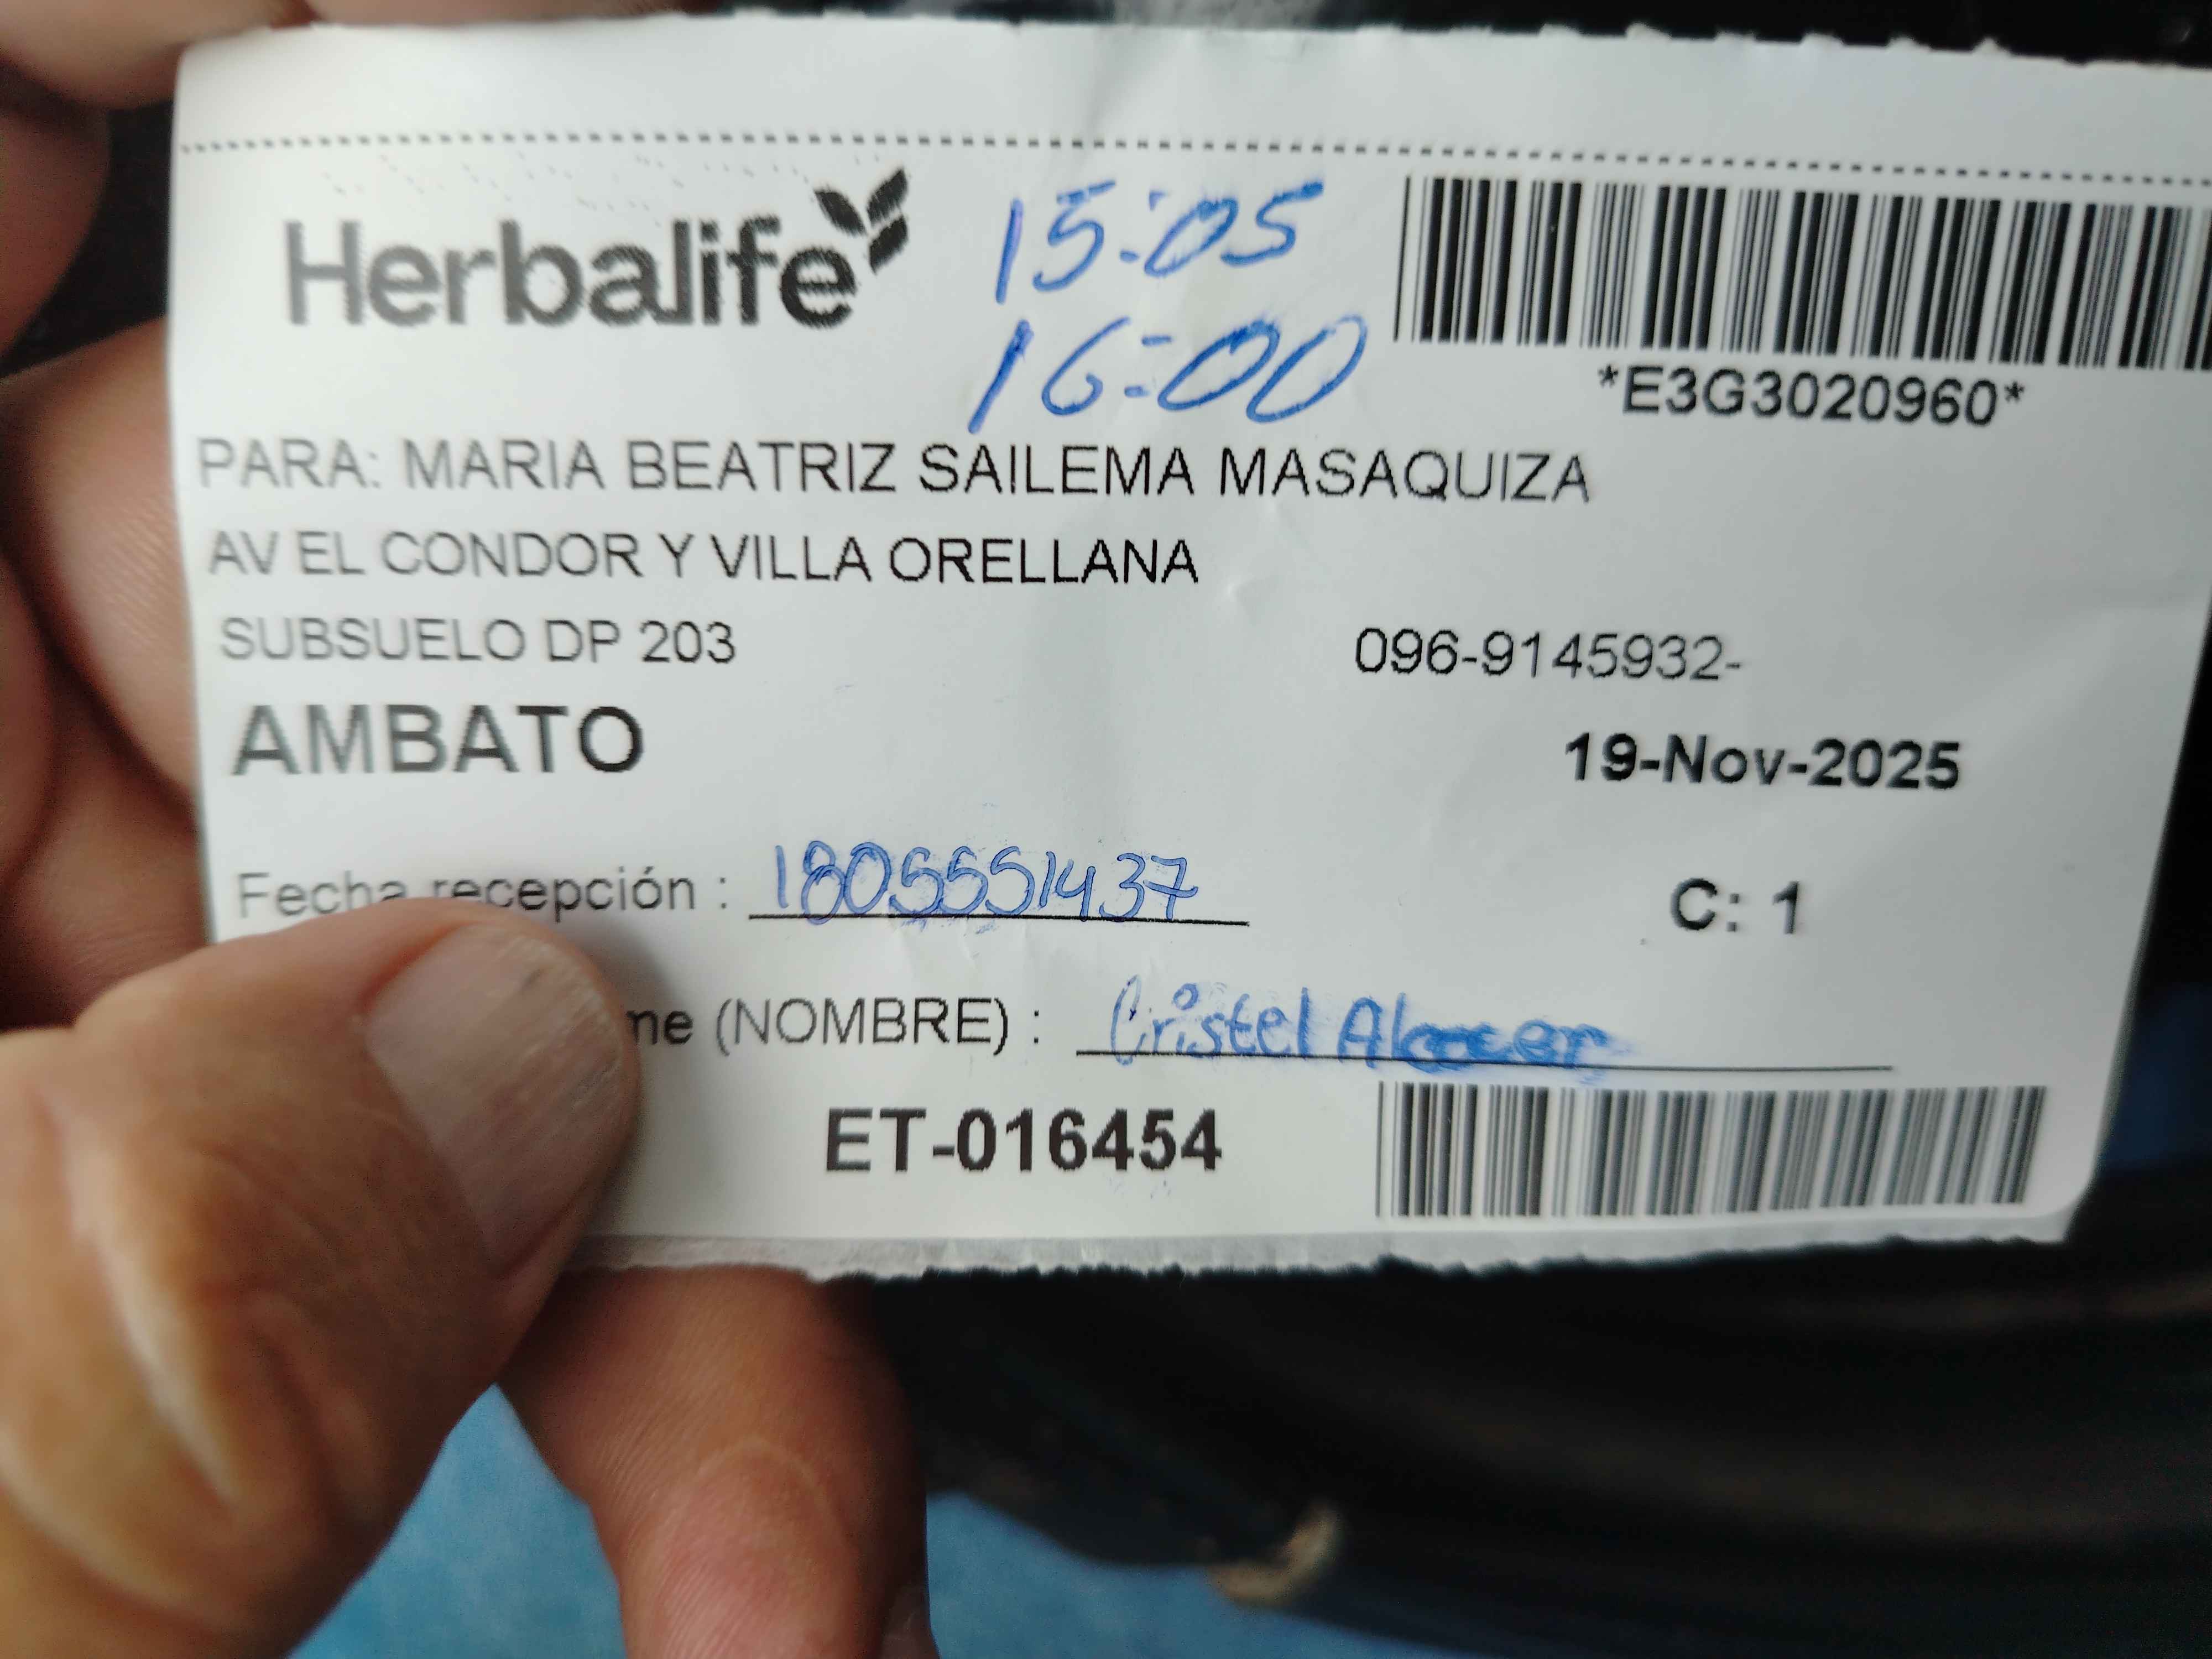 Herbalife
15:05
16:00
*E3G3020960*
PARA: MARIA BEATRIZ SAILEMA MASAQUIZA
AV EL CONDOR Y VILLA ORELLANA
SUBSUELO DP 203
096-9145932-
AMBATO
19-Nov-2025
Fecha recepción : 1805551437
C: 1
me (NOMBRE) : Cristel Alcocer
ET-016454